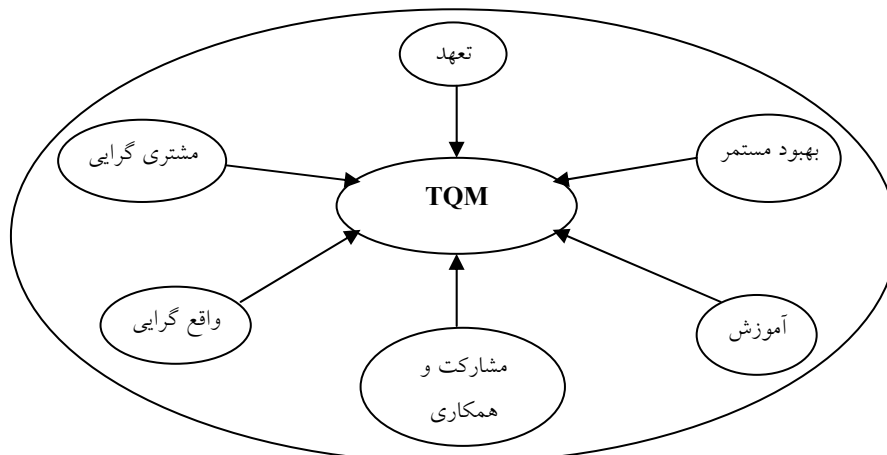 تعهد
بهبود مستمر
مشتری گرایی
TQM
آموزش
واقع گرایی
مشارکت و
همکاری